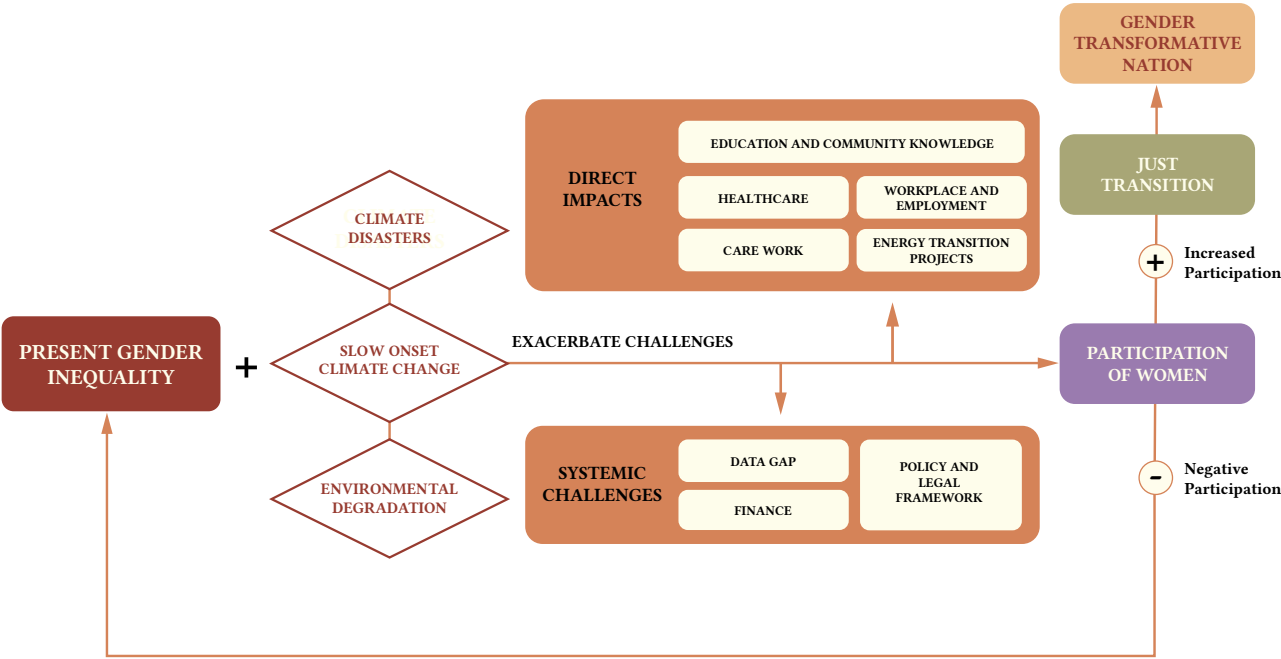 GENDER
TRANSFORMATIVE
NATION
JUST
TRANSITION
Increased
Participation
PARTICIPATION
OF WOMEN
Negative
Participation
DIRECT
IMPACTS
EDUCATION AND COMMUNITY KNOWLEDGE
HEALTHCARE
WORKPLACE AND
EMPLOYMENT
CARE WORK
ENERGY TRANSITION
PROJECTS
CLIMATE
DISASTERS
PRESENT GENDER
INEQUALITY
+
SLOW ONSET
CLIMATE CHANGE
EXACERBATE CHALLENGES
+
ENVIRONMENTAL
DEGRADATION
SYSTEMIC
CHALLENGES
DATA GAP
FINANCE
POLICY AND
LEGAL
FRAMEWORK
-